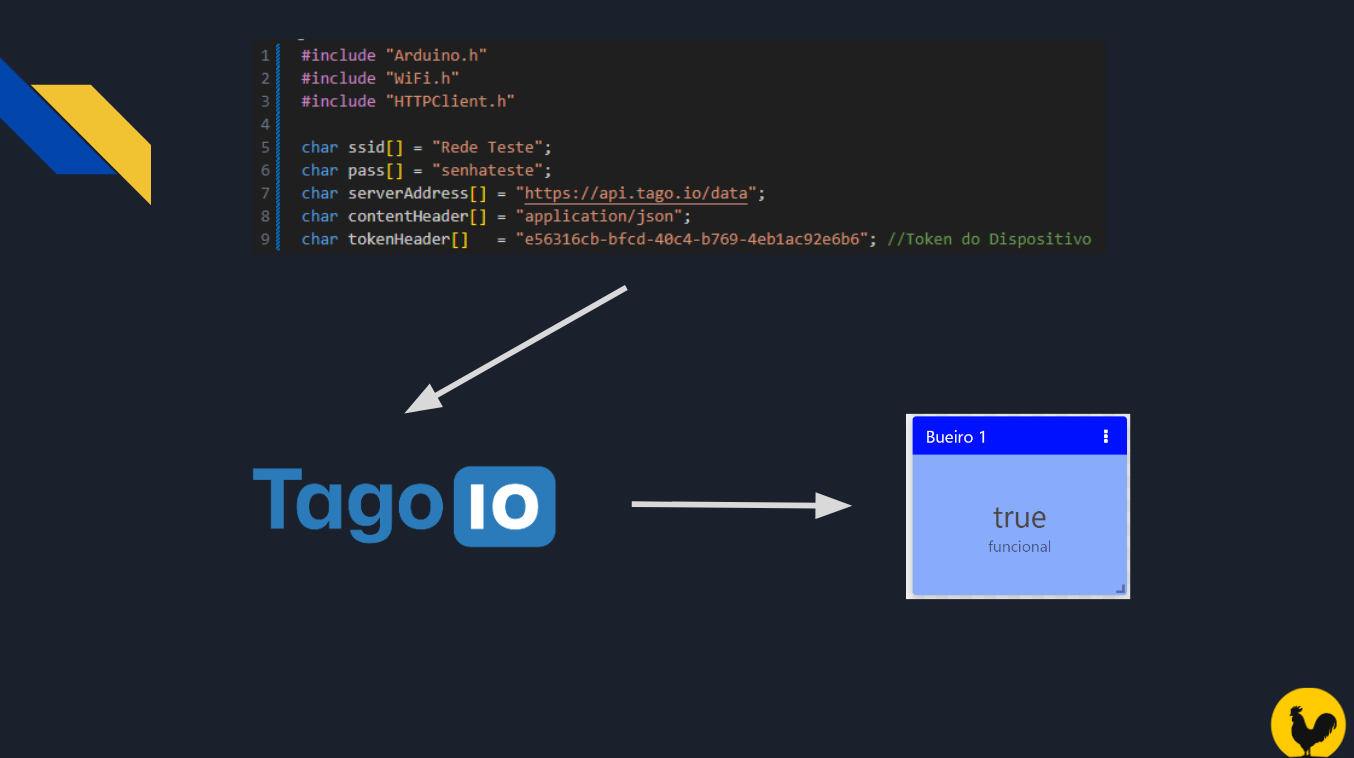 1 #include "Arduino.h"
2 #include "WiFi.h"
3 #include "HTTPClient.h"
4
5 char ssid[] = "Rede Teste";
6 char pass[] = "senhateste";
7 char serverAddress[] = "https://api.tago.io/data";
8 char contentHeader[] = "application/json";
9 char tokenHeader[]   = "e56316cb-bfcd-40c4-b769-4eb1ac92e6b6"; //Token do Dispositivo
Tago IO
Bueiro 1
true
funcional